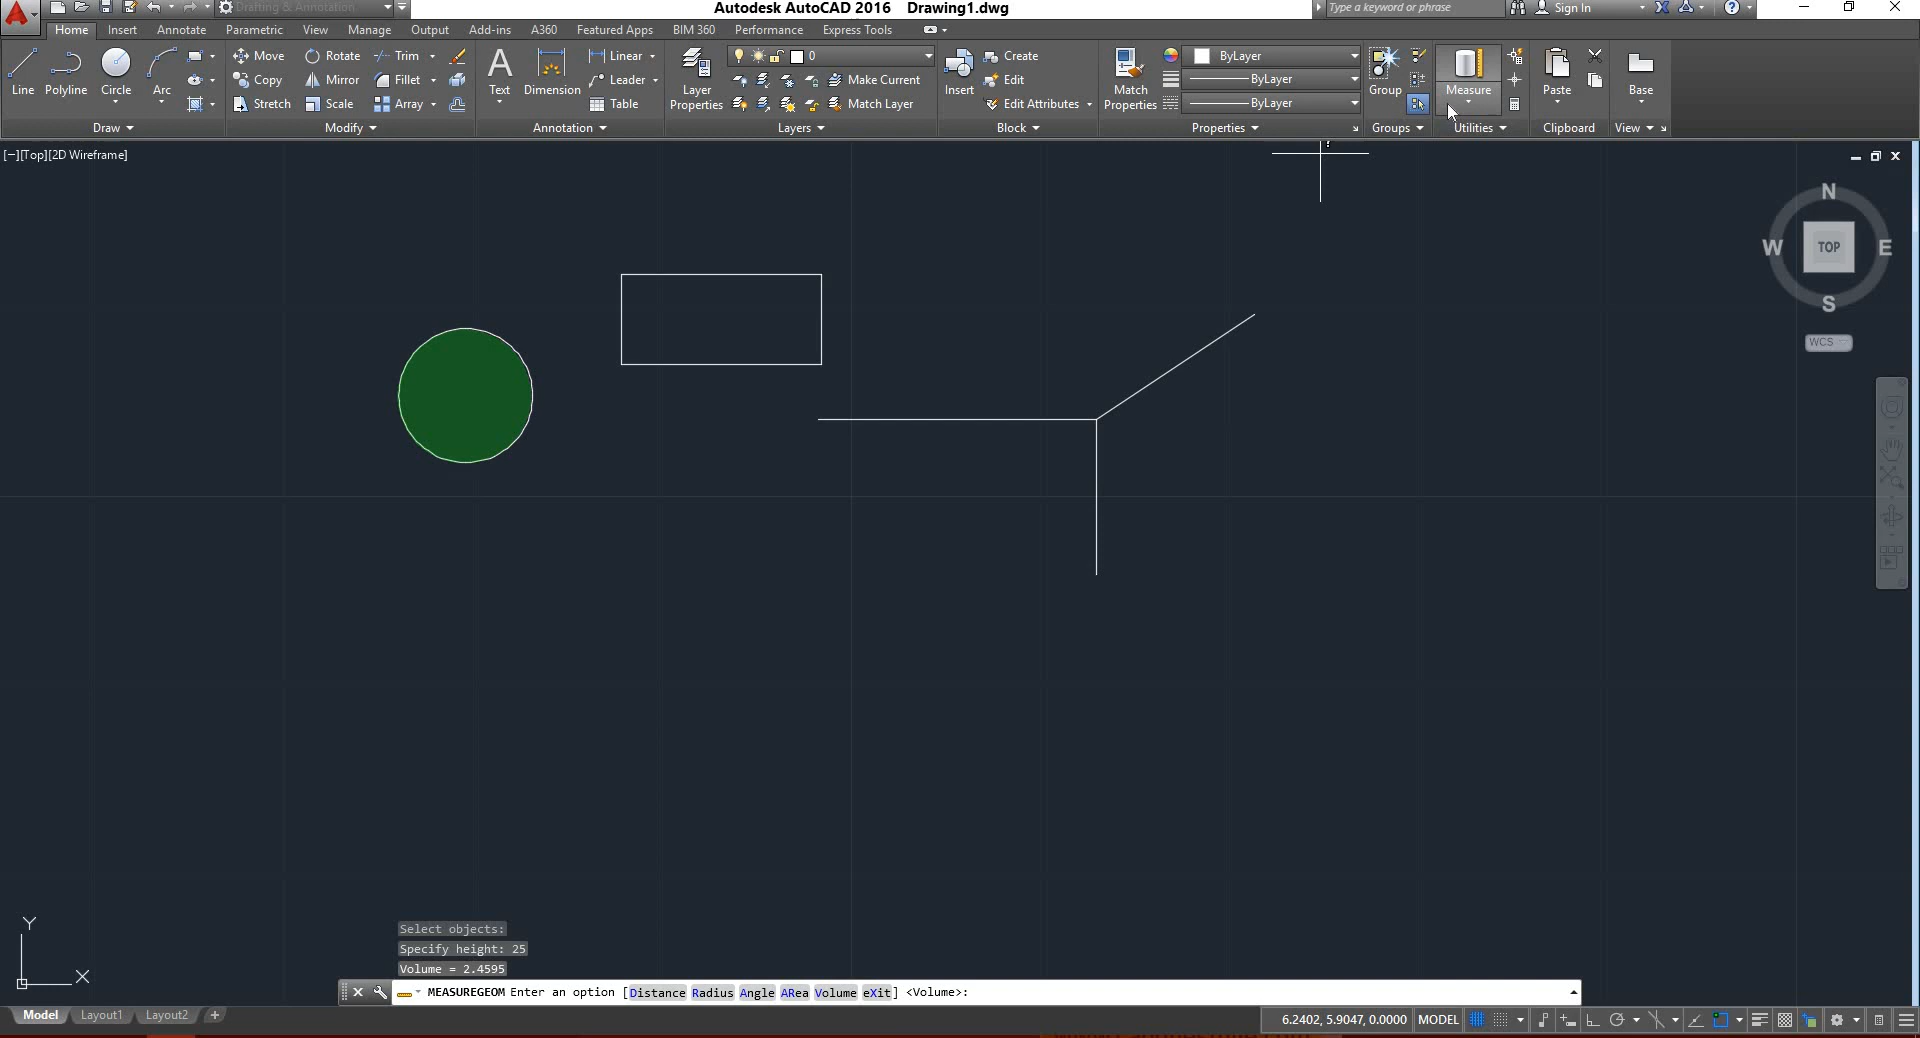 Drafting & Annotation
Autodesk AutoCAD 2016 Drawing1.dwg
Type a keyword or phrase
Sign In
Home Insert Annotate Parametric View Manage Output Add-ins A360 Featured Apps BIM 360 Performance Express Tools
Line Polyline Circle Arc
Move Rotate Trim
Copy Mirror Fillet
Stretch Scale Array
Text Dimension
Linear
Leader
Table
Layer Properties
0
Make Current
Match Layer
Insert
Create
Edit
Edit Attributes
Match Properties
ByLayer
ByLayer
ByLayer
Group
Measure
Paste
Base
Draw Modify Annotation Layers Block Properties Groups Utilities Clipboard View
[−][Top][2D Wireframe]
N
W TOP E
S
WCS
Y
X
Select objects:
Specify height: 25
Volume = 2.4595
MEASUREGEOM Enter an option [Distance Radius Angle ARea Volume eXit] <Volume>:
Model Layout1 Layout2 +
6.2402, 5.9047, 0.0000 MODEL